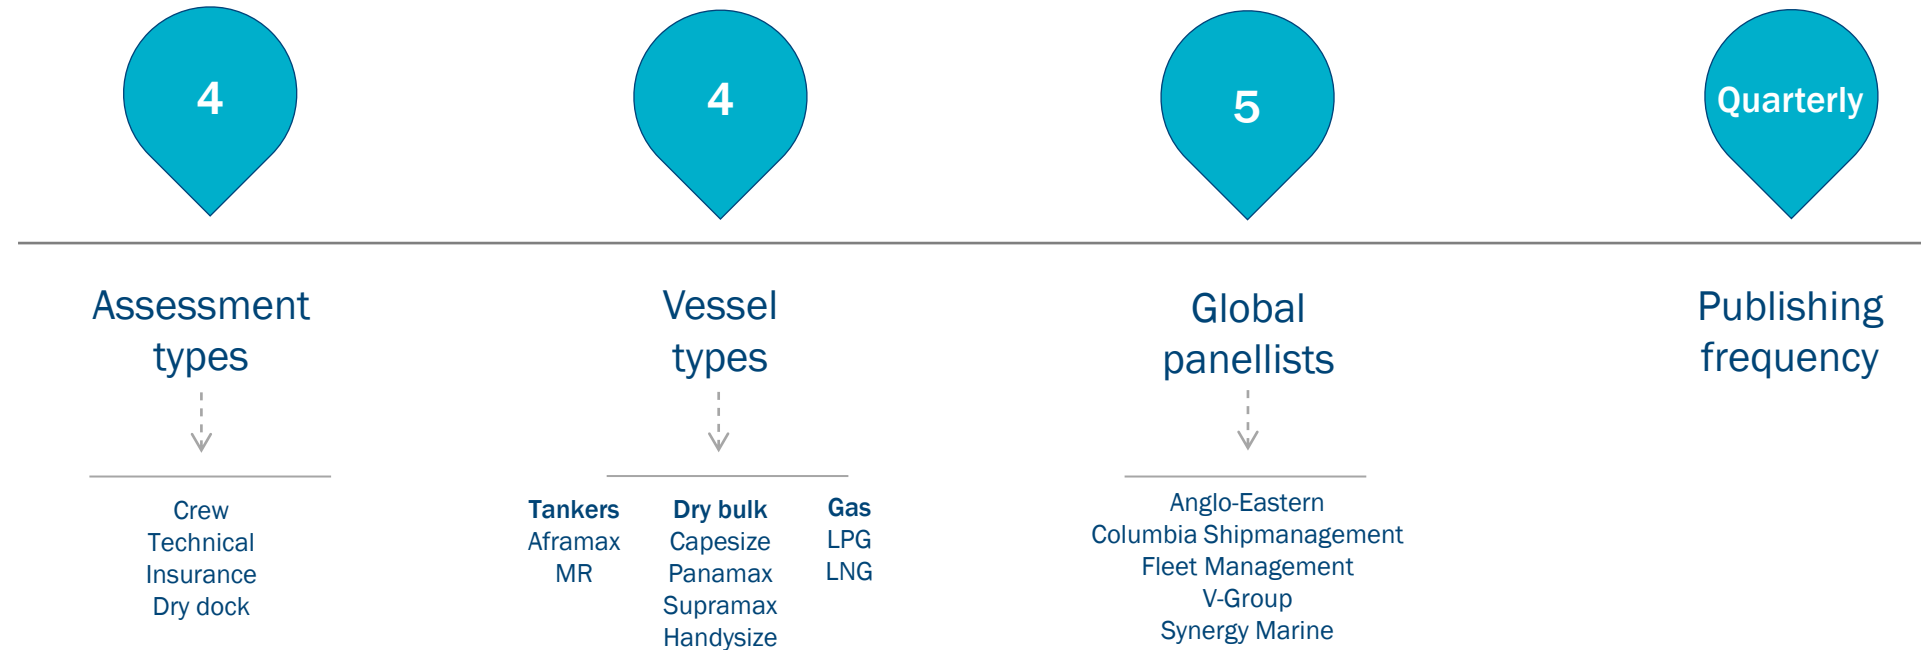 4
Assessment
types
Crew
Technical
Insurance
Dry dock
4
Vessel
types
Tankers
Aframax
MR
Dry bulk
Capesize
Panamax
Supramax
Handysize
Gas
LPG
LNG
5
Global
panellists
Anglo-Eastern
Columbia Shipmanagement
Fleet Management
V-Group
Synergy Marine
Quarterly
Publishing
frequency